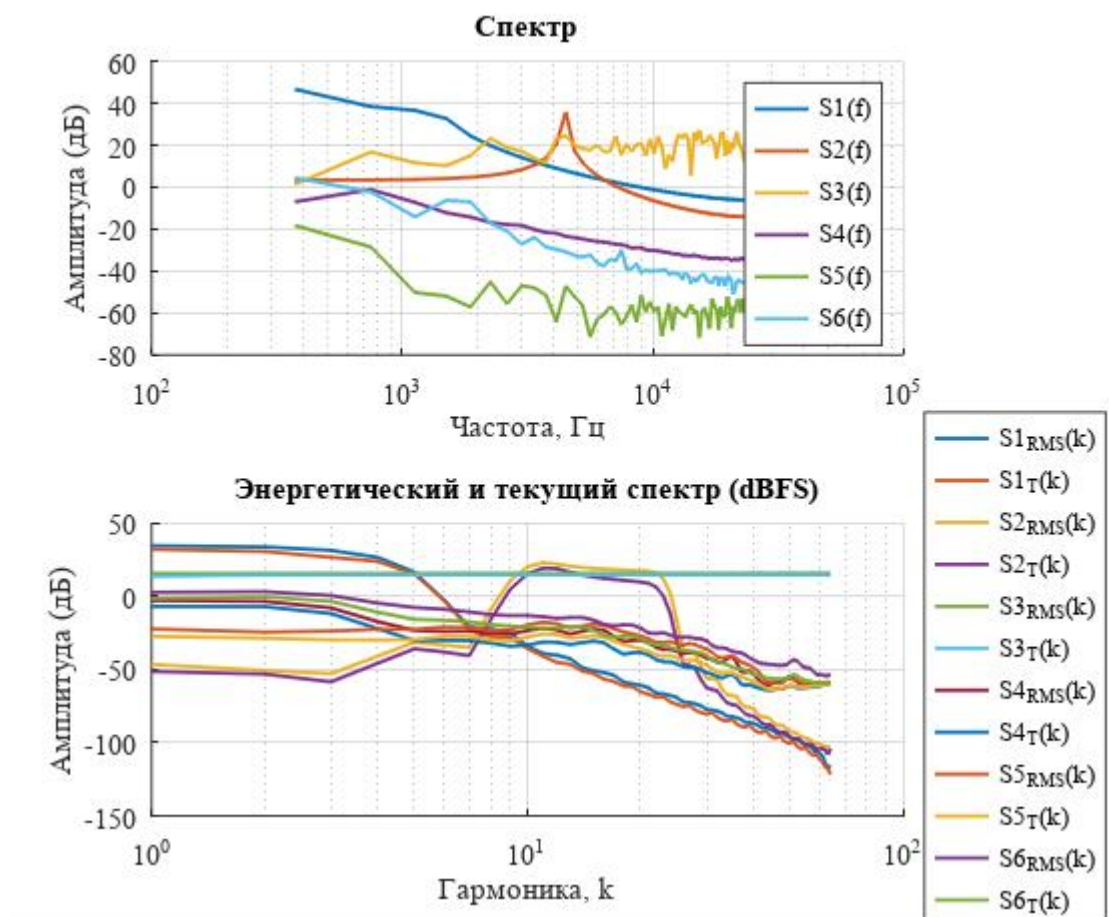 Спектр
60
40
20
0
-20
-40
-60
-80
Амплитуда (дБ)
10²
10³
10⁴
10⁵
Частота, Гц
S1(f)
S2(f)
S3(f)
S4(f)
S5(f)
S6(f)
Энергетический и текущий спектр (dBFS)
50
0
-50
-100
-150
Амплитуда (дБ)
10⁰
10¹
10²
Гармоника, k
S1RMS(k)
S1T(k)
S2RMS(k)
S2T(k)
S3RMS(k)
S3T(k)
S4RMS(k)
S4T(k)
S5RMS(k)
S5T(k)
S6RMS(k)
S6T(k)